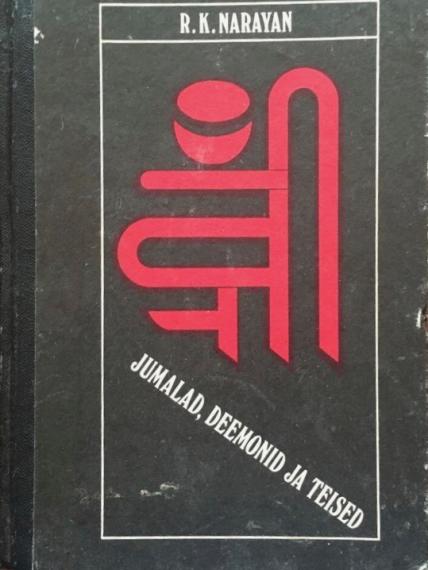 R.K. NARAYAN
JUMALAD, DEEMONID JA TEISED